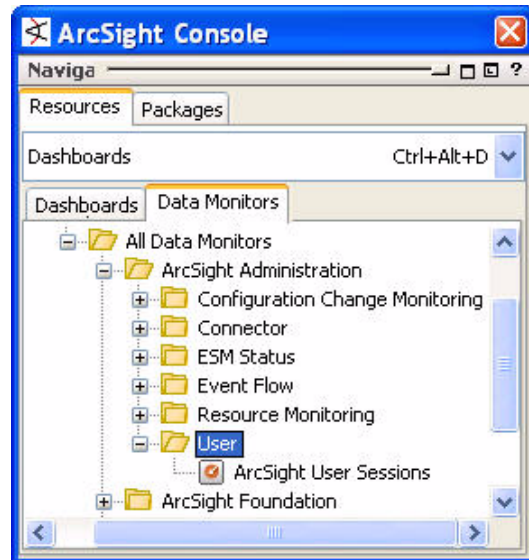 ArcSight Console
Naviga ?
Resources Packages
Dashboards Ctrl+Alt+D
Dashboards Data Monitors
All Data Monitors
ArcSight Administration
Configuration Change Monitoring
Connector
ESM Status
Event Flow
Resource Monitoring
User
ArcSight User Sessions
ArcSight Foundation